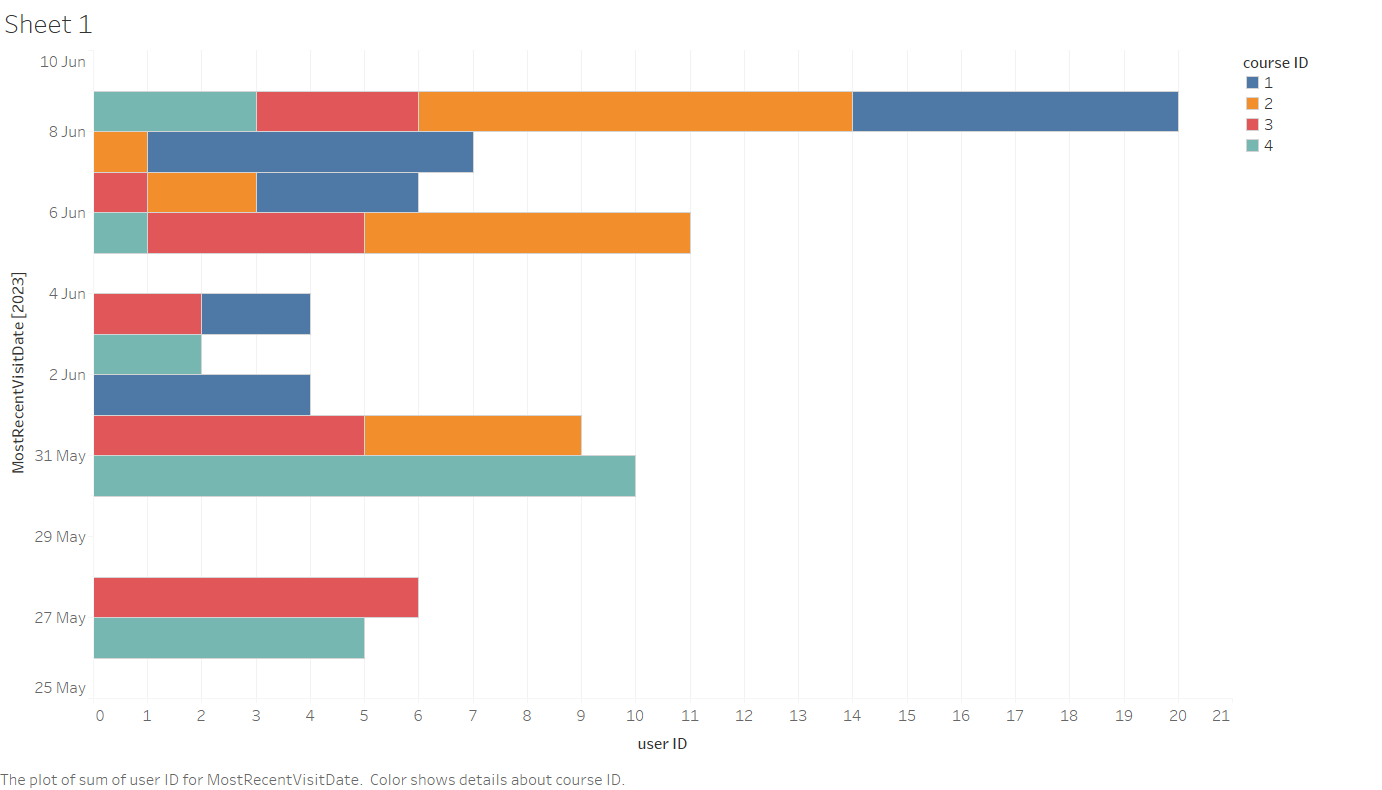 Sheet 1
10 Jun
8 Jun
6 Jun
4 Jun
2 Jun
31 May
29 May
27 May
25 May
MostRecentVisitDate [2023]
0 1 2 3 4 5 6 7 8 9 10 11 12 13 14 15 16 17 18 19 20 21
user ID
course ID
1
2
3
4
The plot of sum of user ID for MostRecentVisitDate. Color shows details about course ID.